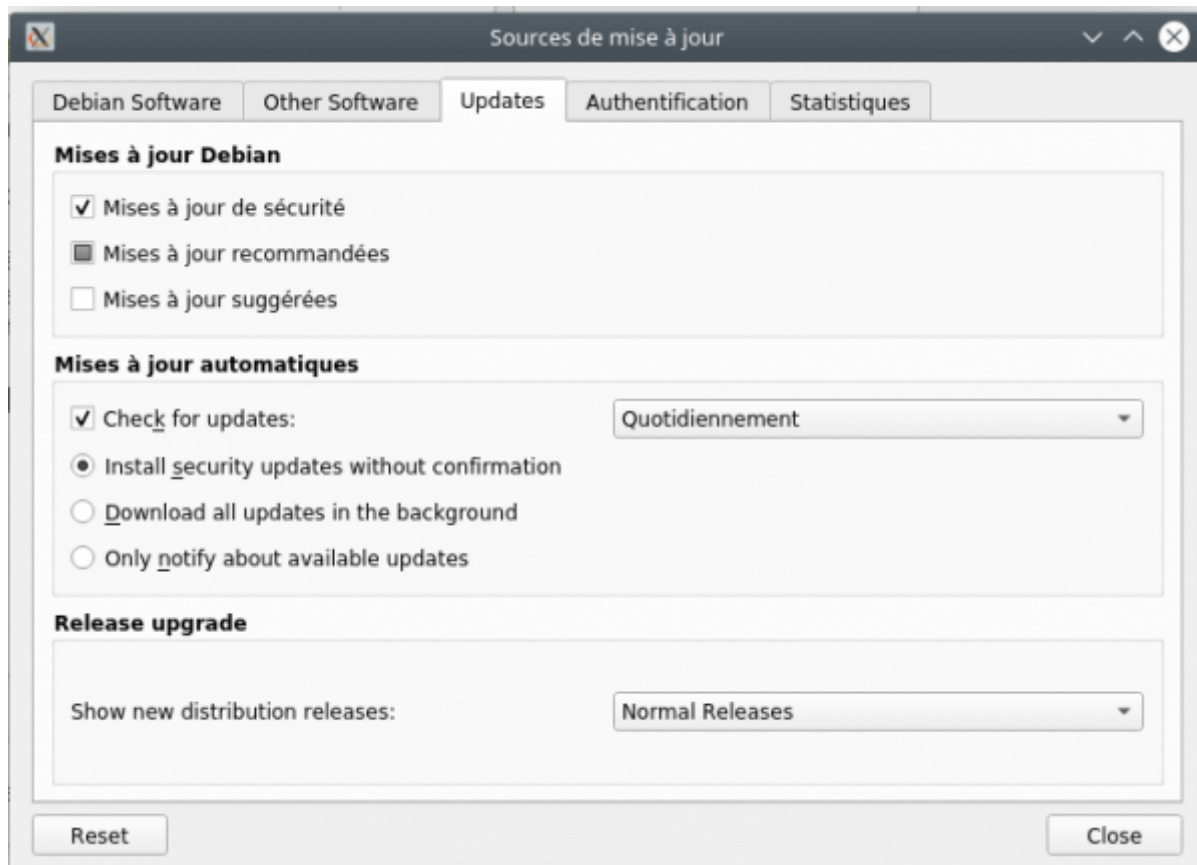 Sources de mise à jour
Debian Software Other Software Updates Authentification Statistiques
Mises à jour Debian
Mises à jour de sécurité
Mises à jour recommandées
Mises à jour suggérées
Mises à jour automatiques
Check for updates: Quotidiennement
Install security updates without confirmation
Download all updates in the background
Only notify about available updates
Release upgrade
Show new distribution releases: Normal Releases
Reset Close